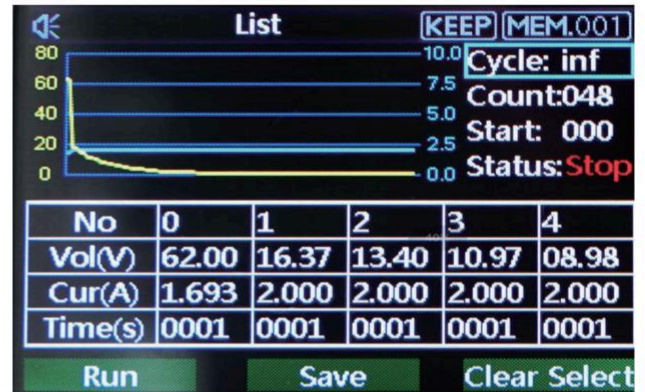 List KEEP MEM.001
80 10.0 Cycle: inf
60 7.5 Count:048
40 5.0 Start: 000
20 2.5 Status:Stop
0 0.0
No 0 1 2 3 4
Vol(V) 62.00 16.37 13.40 10.97 08.98
Cur(A) 1.693 2.000 2.000 2.000 2.000
Time(s) 0001 0001 0001 0001 0001
Run Save Clear Select